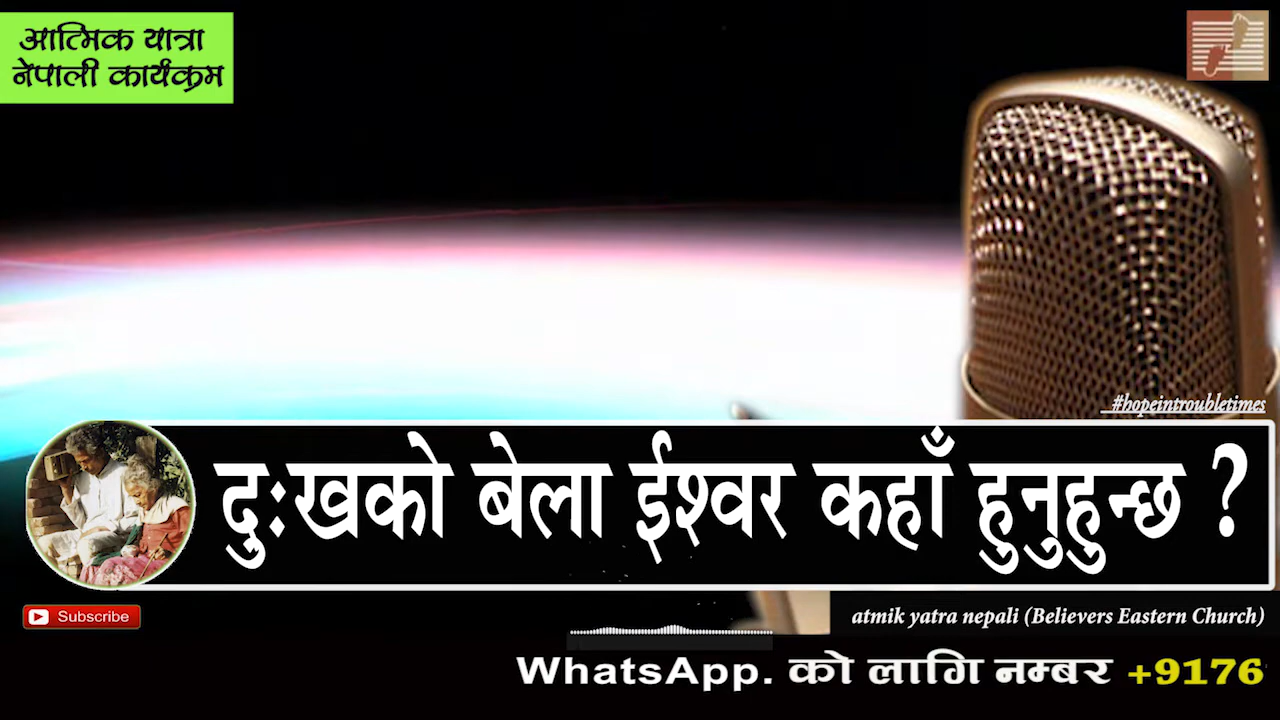 आत्मिक यात्रा
नेपाली कार्यक्रम
#hopeintroubletimes
दुःखको बेला ईश्वर कहाँ हुनुहुन्छ ?
Subscribe
atmik yatra nepali (Believers Eastern Church)
WhatsApp. को लागि नम्बर +9176